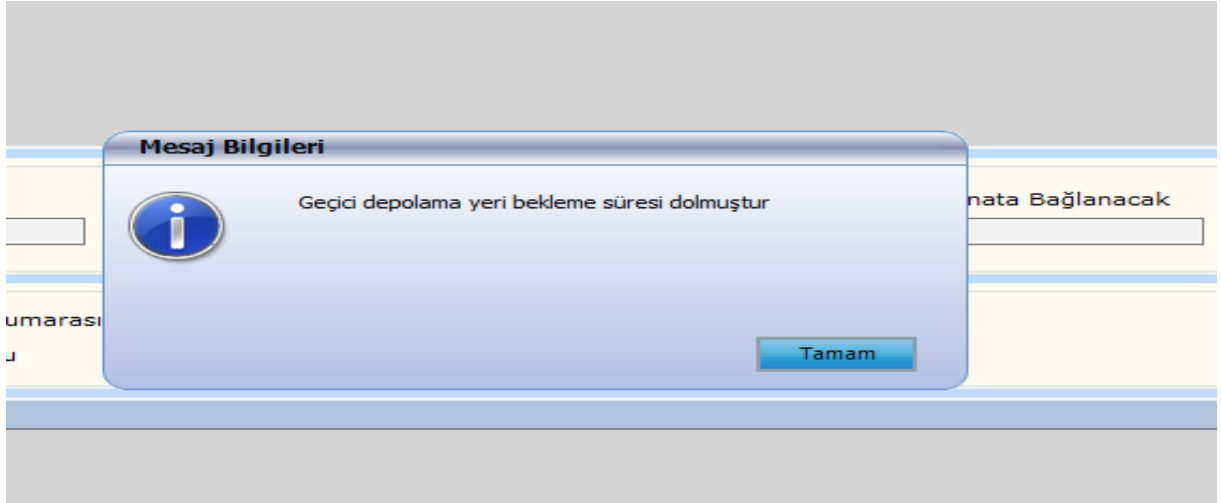 Mesaj Bilgileri
Geçici depolama yeri bekleme süresi dolmuştur
nata Bağlanacak
umarası
u
Tamam